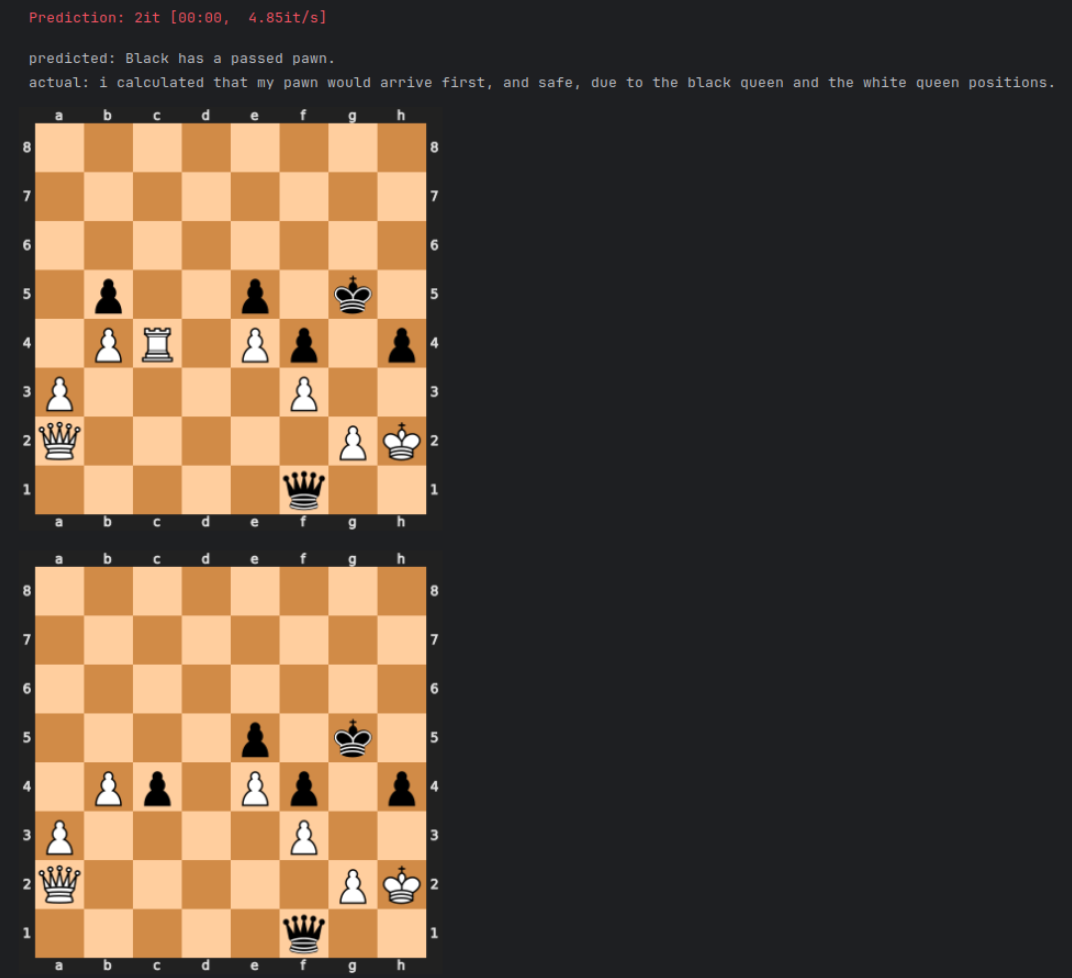 Prediction: 2it [00:00,  4.85it/s]
predicted: Black has a passed pawn.
actual: i calculated that my pawn would arrive first, and safe, due to the black queen and the white queen positions.
a b c d e f g h
8 8
7 7
6 6
5 5
4 4
3 3
2 2
1 1
a b c d e f g h
a b c d e f g h
8 8
7 7
6 6
5 5
4 4
3 3
2 2
1 1
a b c d e f g h